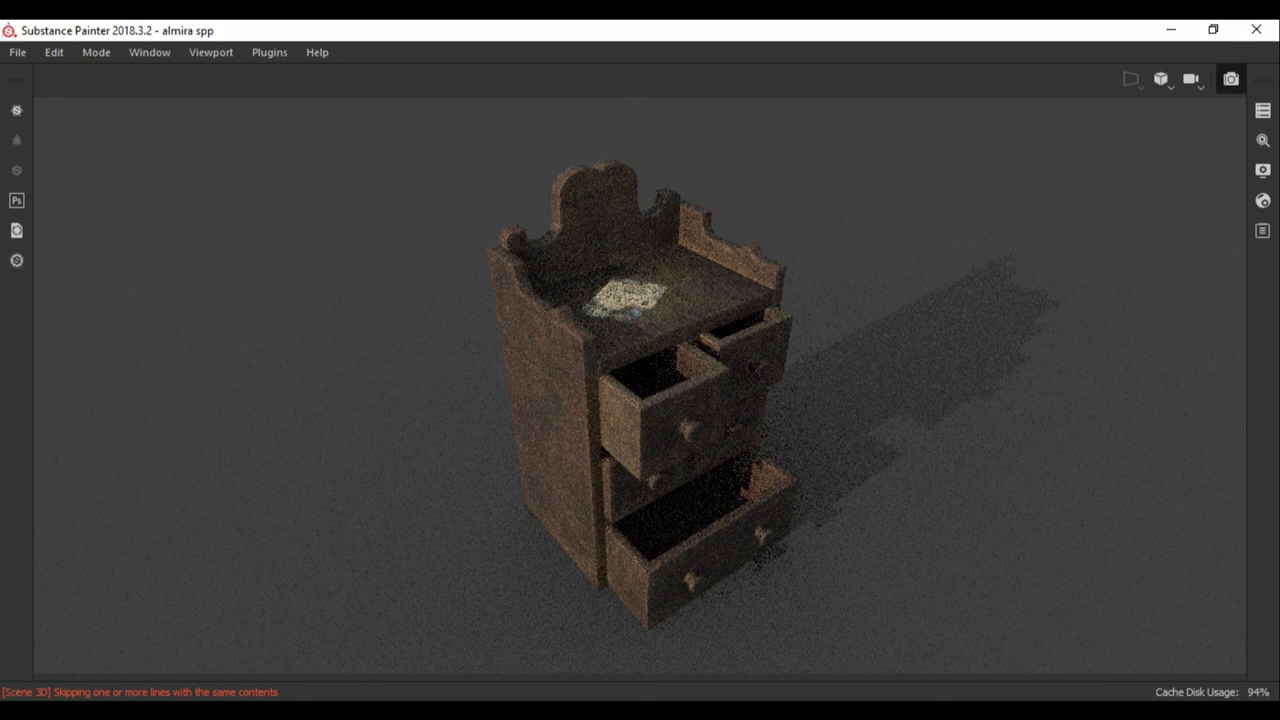 Substance Painter 2018.3.2 - almira spp
File Edit Mode Window Viewport Plugins Help
Ps
[Scene 3D] Skipping one or more lines with the same contents
Cache Disk Usage: 94%